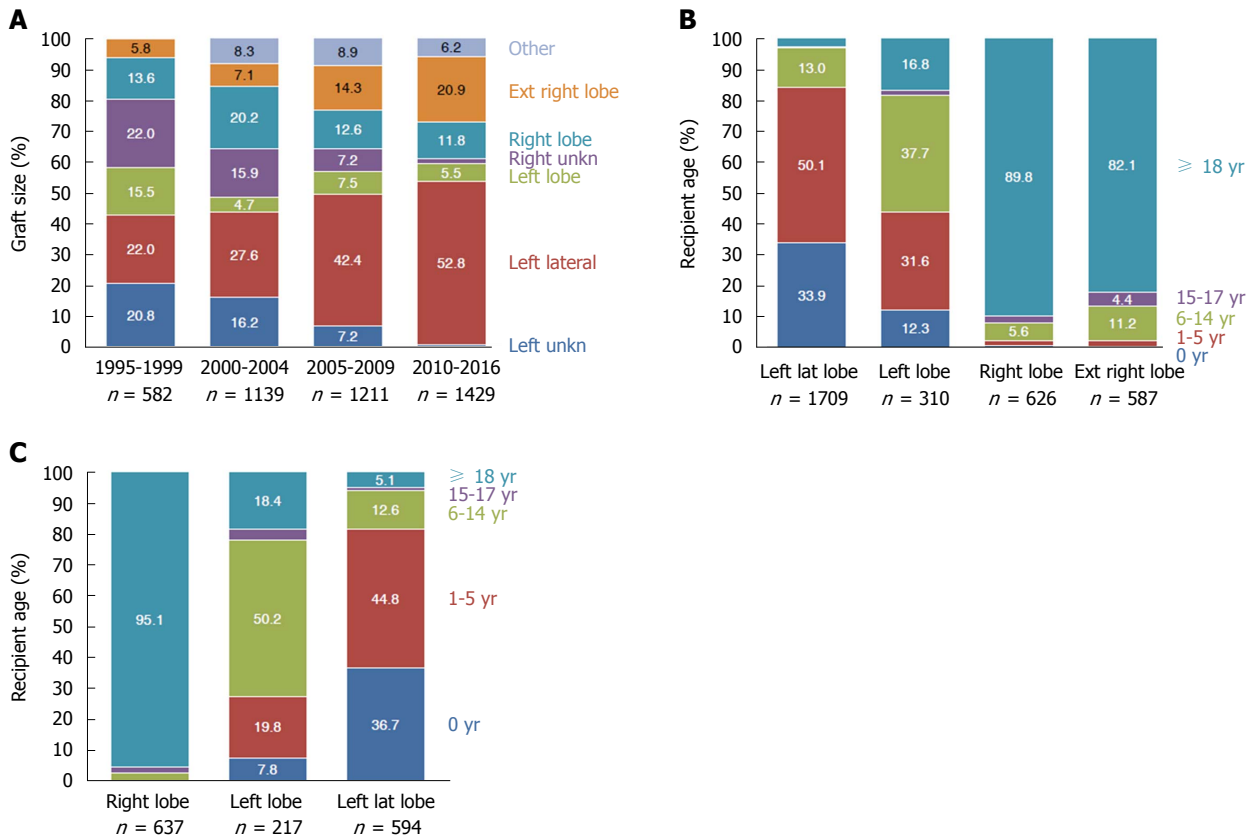 A
Graft size (%)
100
90
80
70
60
50
40
30
20
10
0
5.8
13.6
22.0
15.5
22.0
20.8
8.3
7.1
20.2
15.9
4.7
27.6
16.2
8.9
14.3
12.6
7.2
7.5
42.4
7.2
6.2
20.9
11.8
5.5
52.8
Other
Ext right lobe
Right lobe
Right unkn
Left lobe
Left lateral
Left unkn
1995-1999 2000-2004 2005-2009 2010-2016
n = 582 n = 1139 n = 1211 n = 1429
B
Recipient age (%)
100
90
80
70
60
50
40
30
20
10
0
13.0
50.1
33.9
16.8
37.7
31.6
12.3
89.8
5.6
82.1
4.4
11.2
≥ 18 yr
15-17 yr
6-14 yr
1-5 yr
0 yr
Left lat lobe Left lobe Right lobe Ext right lobe
n = 1709 n = 310 n = 626 n = 587
C
Recipient age (%)
100
90
80
70
60
50
40
30
20
10
0
95.1
18.4
50.2
19.8
7.8
5.1
12.6
44.8
36.7
≥ 18 yr
15-17 yr
6-14 yr
1-5 yr
0 yr
Right lobe Left lobe Left lat lobe
n = 637 n = 217 n = 594